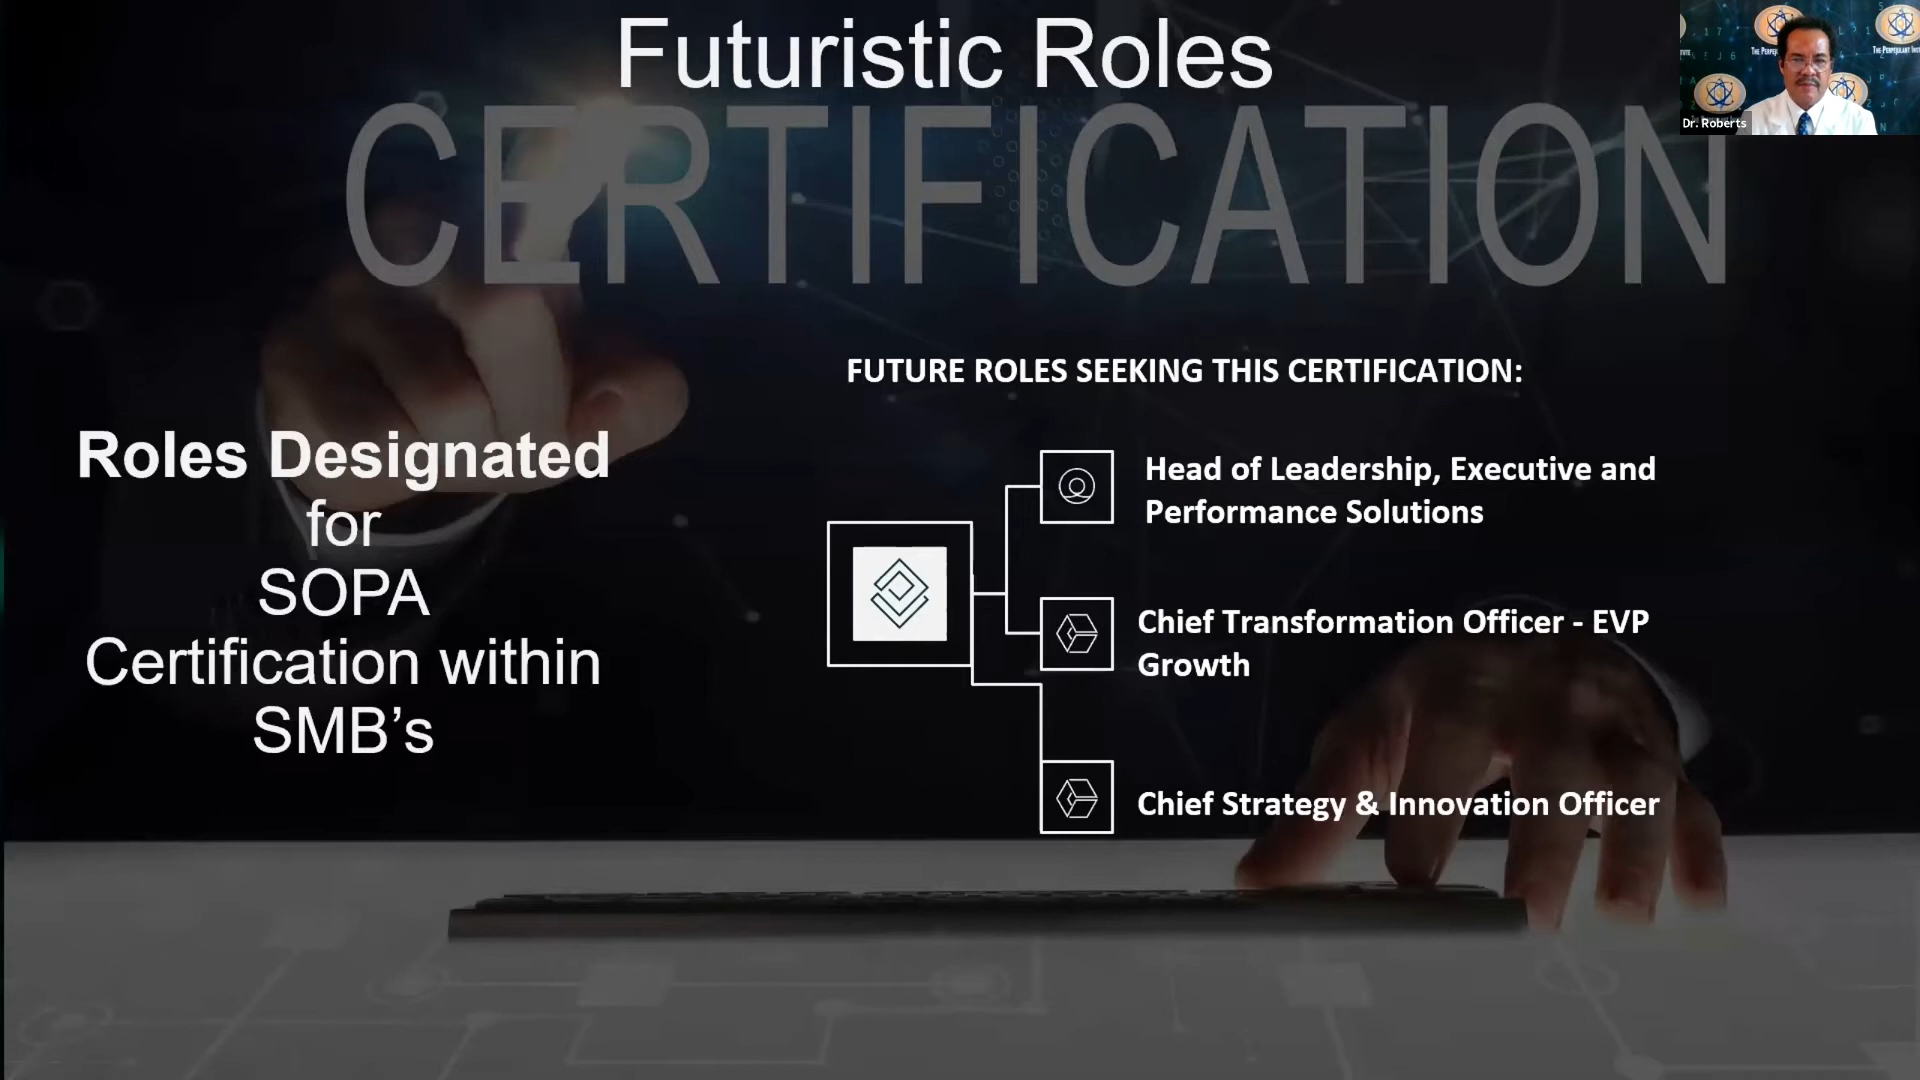 Futuristic Roles
CERTIFICATION
Dr. Roberts
FUTURE ROLES SEEKING THIS CERTIFICATION:
Roles Designated
for
SOPA
Certification within
SMB’s
Head of Leadership, Executive and
Performance Solutions
Chief Transformation Officer - EVP
Growth
Chief Strategy & Innovation Officer